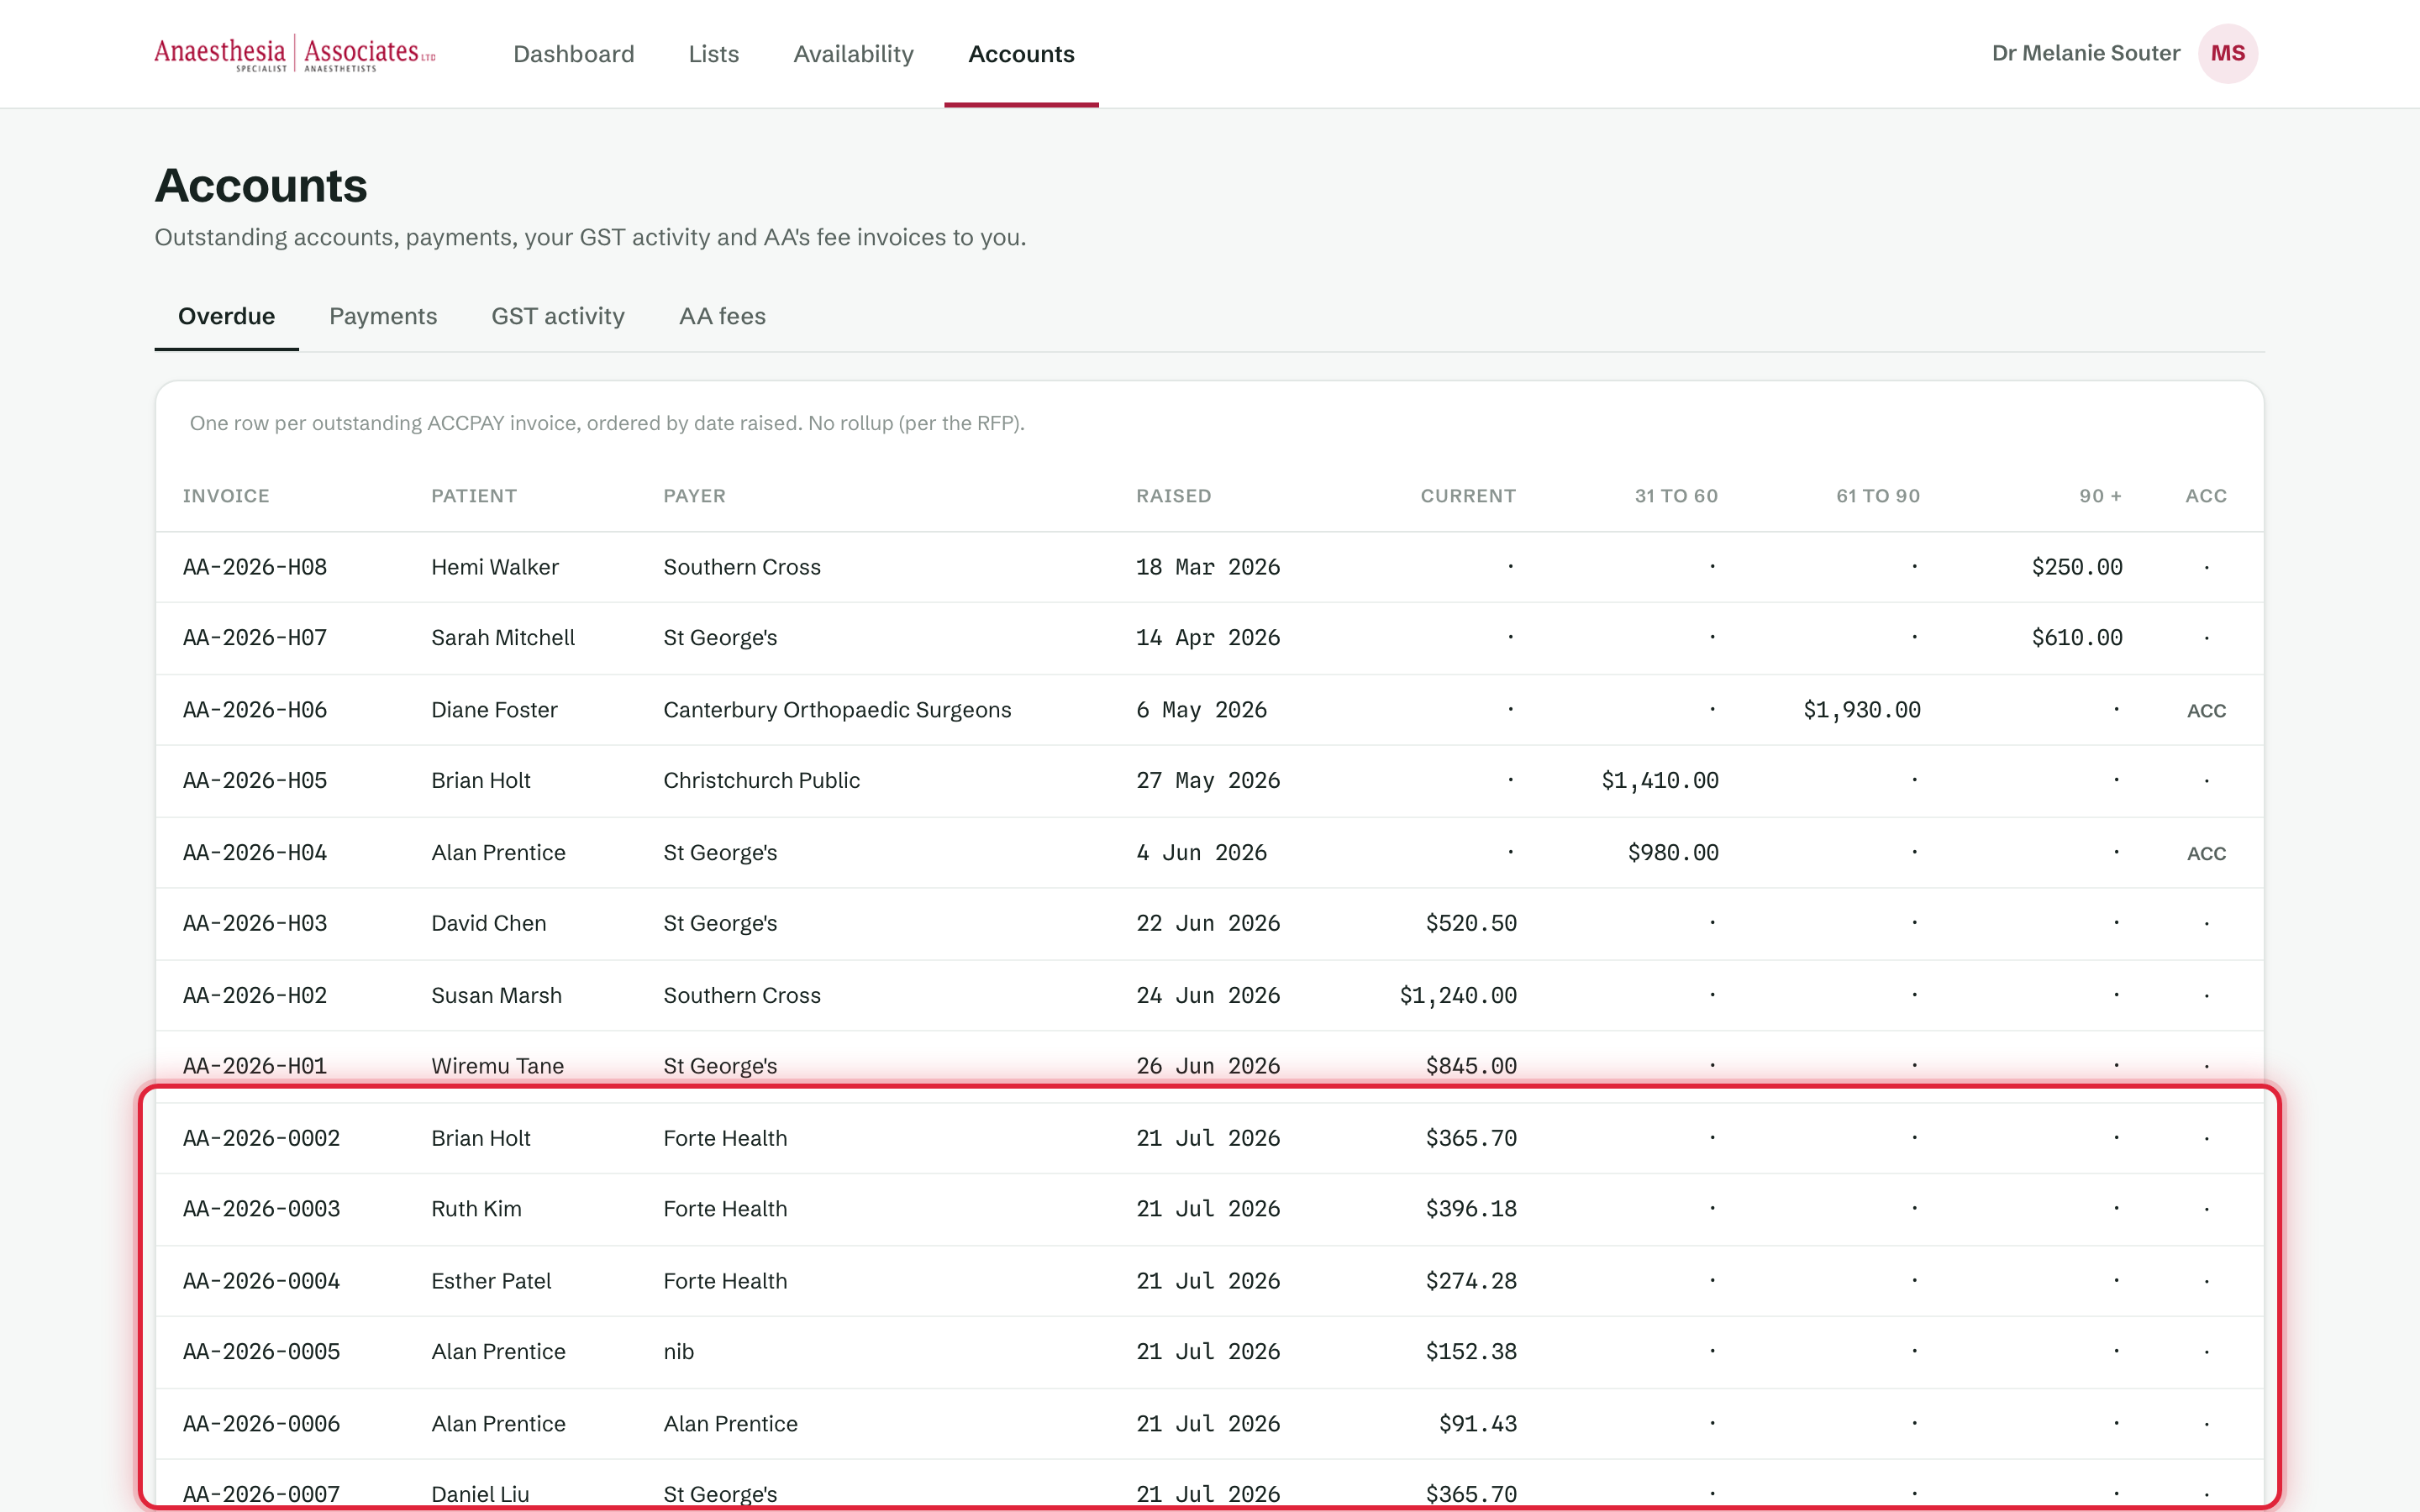 Anaesthesia | Associates LTD
SPECIALIST ANAESTHETISTS
Dashboard Lists Availability Accounts
Dr Melanie Souter MS
Accounts
Outstanding accounts, payments, your GST activity and AA's fee invoices to you.
Overdue Payments GST activity AA fees
One row per outstanding ACCPAY invoice, ordered by date raised. No rollup (per the RFP).
INVOICE PATIENT PAYER RAISED CURRENT 31 TO 60 61 TO 90 90 + ACC
AA-2026-H08 Hemi Walker Southern Cross 18 Mar 2026 · · · $250.00 ·
AA-2026-H07 Sarah Mitchell St George's 14 Apr 2026 · · · $610.00 ·
AA-2026-H06 Diane Foster Canterbury Orthopaedic Surgeons 6 May 2026 · · $1,930.00 · ACC
AA-2026-H05 Brian Holt Christchurch Public 27 May 2026 · $1,410.00 · · ·
AA-2026-H04 Alan Prentice St George's 4 Jun 2026 · $980.00 · · ACC
AA-2026-H03 David Chen St George's 22 Jun 2026 $520.50 · · · ·
AA-2026-H02 Susan Marsh Southern Cross 24 Jun 2026 $1,240.00 · · · ·
AA-2026-H01 Wiremu Tane St George's 26 Jun 2026 $845.00 · · · ·
AA-2026-0002 Brian Holt Forte Health 21 Jul 2026 $365.70 · · · ·
AA-2026-0003 Ruth Kim Forte Health 21 Jul 2026 $396.18 · · · ·
AA-2026-0004 Esther Patel Forte Health 21 Jul 2026 $274.28 · · · ·
AA-2026-0005 Alan Prentice nib 21 Jul 2026 $152.38 · · · ·
AA-2026-0006 Alan Prentice Alan Prentice 21 Jul 2026 $91.43 · · · ·
AA-2026-0007 Daniel Liu St George's 21 Jul 2026 $365.70 · · · ·